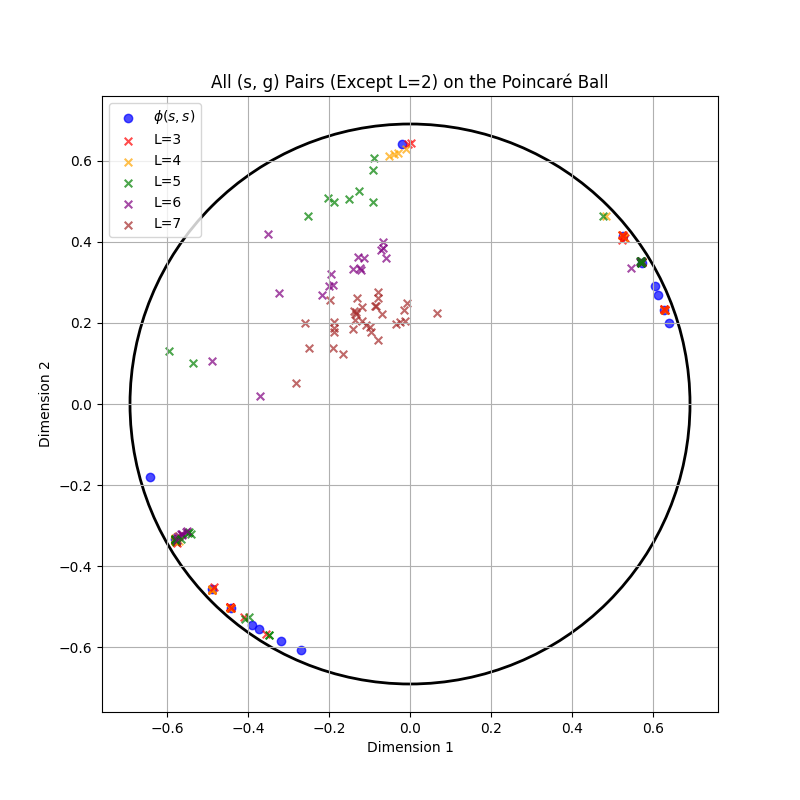 All (s, g) Pairs (Except L=2) on the Poincaré Ball
ϕ(s, s)
L=3
L=4
L=5
L=6
L=7
0.6
0.4
0.2
0.0
−0.2
−0.4
−0.6
Dimension 2
−0.6 −0.4 −0.2 0.0 0.2 0.4 0.6
Dimension 1